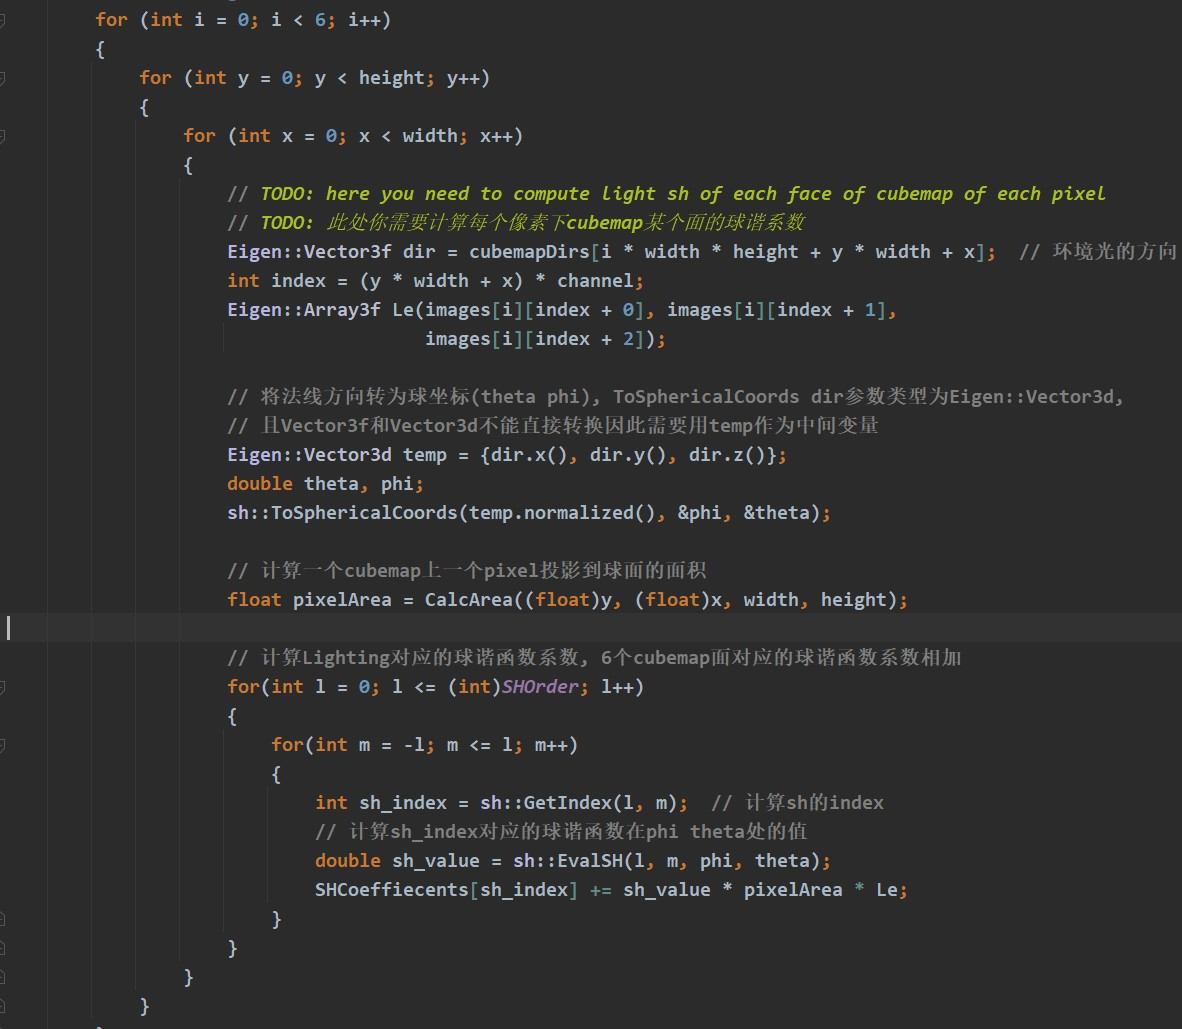 for (int i = 0; i < 6; i++)
{
for (int y = 0; y < height; y++)
{
for (int x = 0; x < width; x++)
{
// TODO: here you need to compute light sh of each face of cubemap of each pixel
// TODO: 此处你需要计算每个像素下cubemap某个面的球谐系数
Eigen::Vector3f dir = cubemapDirs[i * width * height + y * width + x];  // 环境光的方向
int index = (y * width + x) * channel;
Eigen::Array3f Le(images[i][index + 0], images[i][index + 1],
images[i][index + 2]);
// 将法线方向转为球坐标(theta phi), ToSphericalCoords dir参数类型为Eigen::Vector3d,
// 且Vector3f和Vector3d不能直接转换因此需要用temp作为中间变量
Eigen::Vector3d temp = {dir.x(), dir.y(), dir.z()};
double theta, phi;
sh::ToSphericalCoords(temp.normalized(), &phi, &theta);
// 计算一个cubemap上一个pixel投影到球面的面积
float pixelArea = CalcArea((float)y, (float)x, width, height);
// 计算Lighting对应的球谐函数系数, 6个cubemap面对应的球谐函数系数相加
for(int l = 0; l <= (int)SHOrder; l++)
{
for(int m = -l; m <= l; m++)
{
int sh_index = sh::GetIndex(l, m);  // 计算sh的index
// 计算sh_index对应的球谐函数在phi theta处的值
double sh_value = sh::EvalSH(l, m, phi, theta);
SHCoeffiecents[sh_index] += sh_value * pixelArea * Le;
}
}
}
}